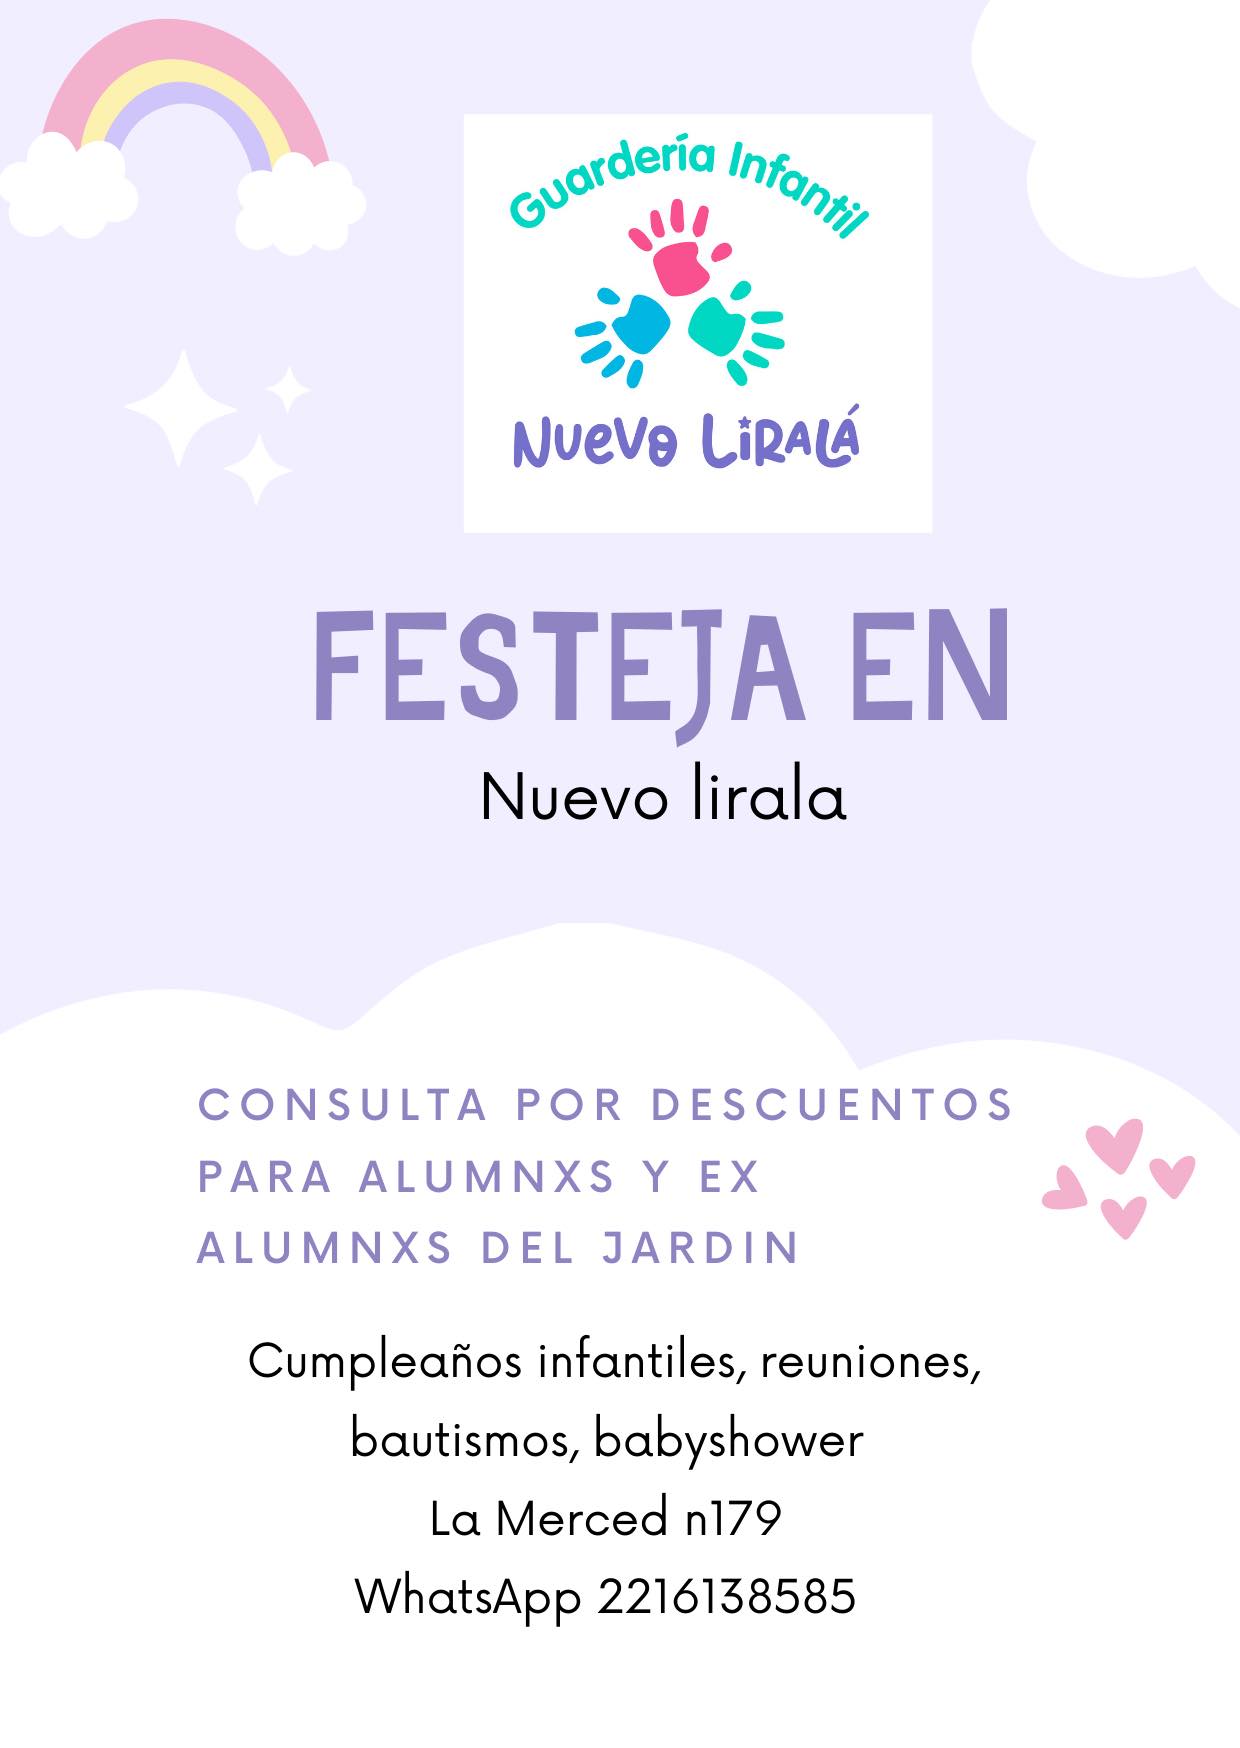 Guardería Infantil
Nuevo Liralá
FESTEJA EN
Nuevo lirala
CONSULTA POR DESCUENTOS
PARA ALUMNXS Y EX
ALUMNXS DEL JARDIN
Cumpleaños infantiles, reuniones,
bautismos, babyshower
La Merced n179
WhatsApp 2216138585